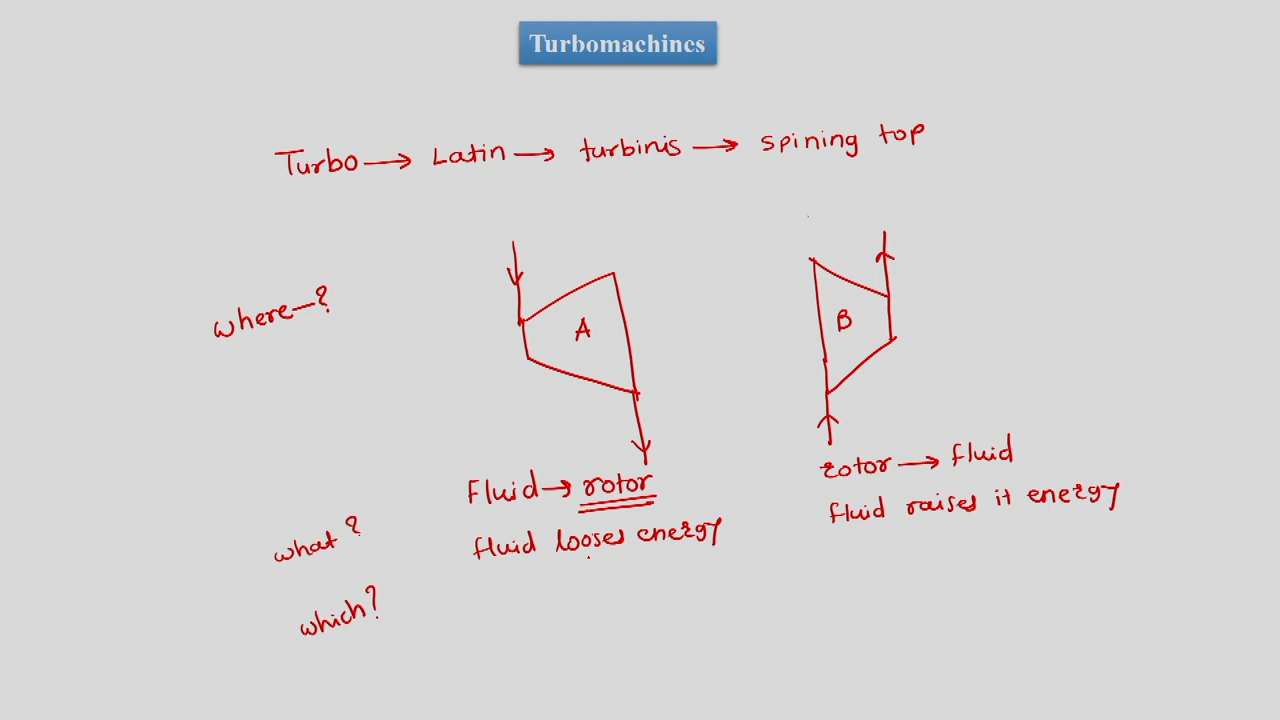 Turbomachines
Turbo → Latin → turbinis → spining top
where—?
A
B
Fluid → rotor
fluid looses energy
rotor → fluid
fluid raises it energy
what?
which?